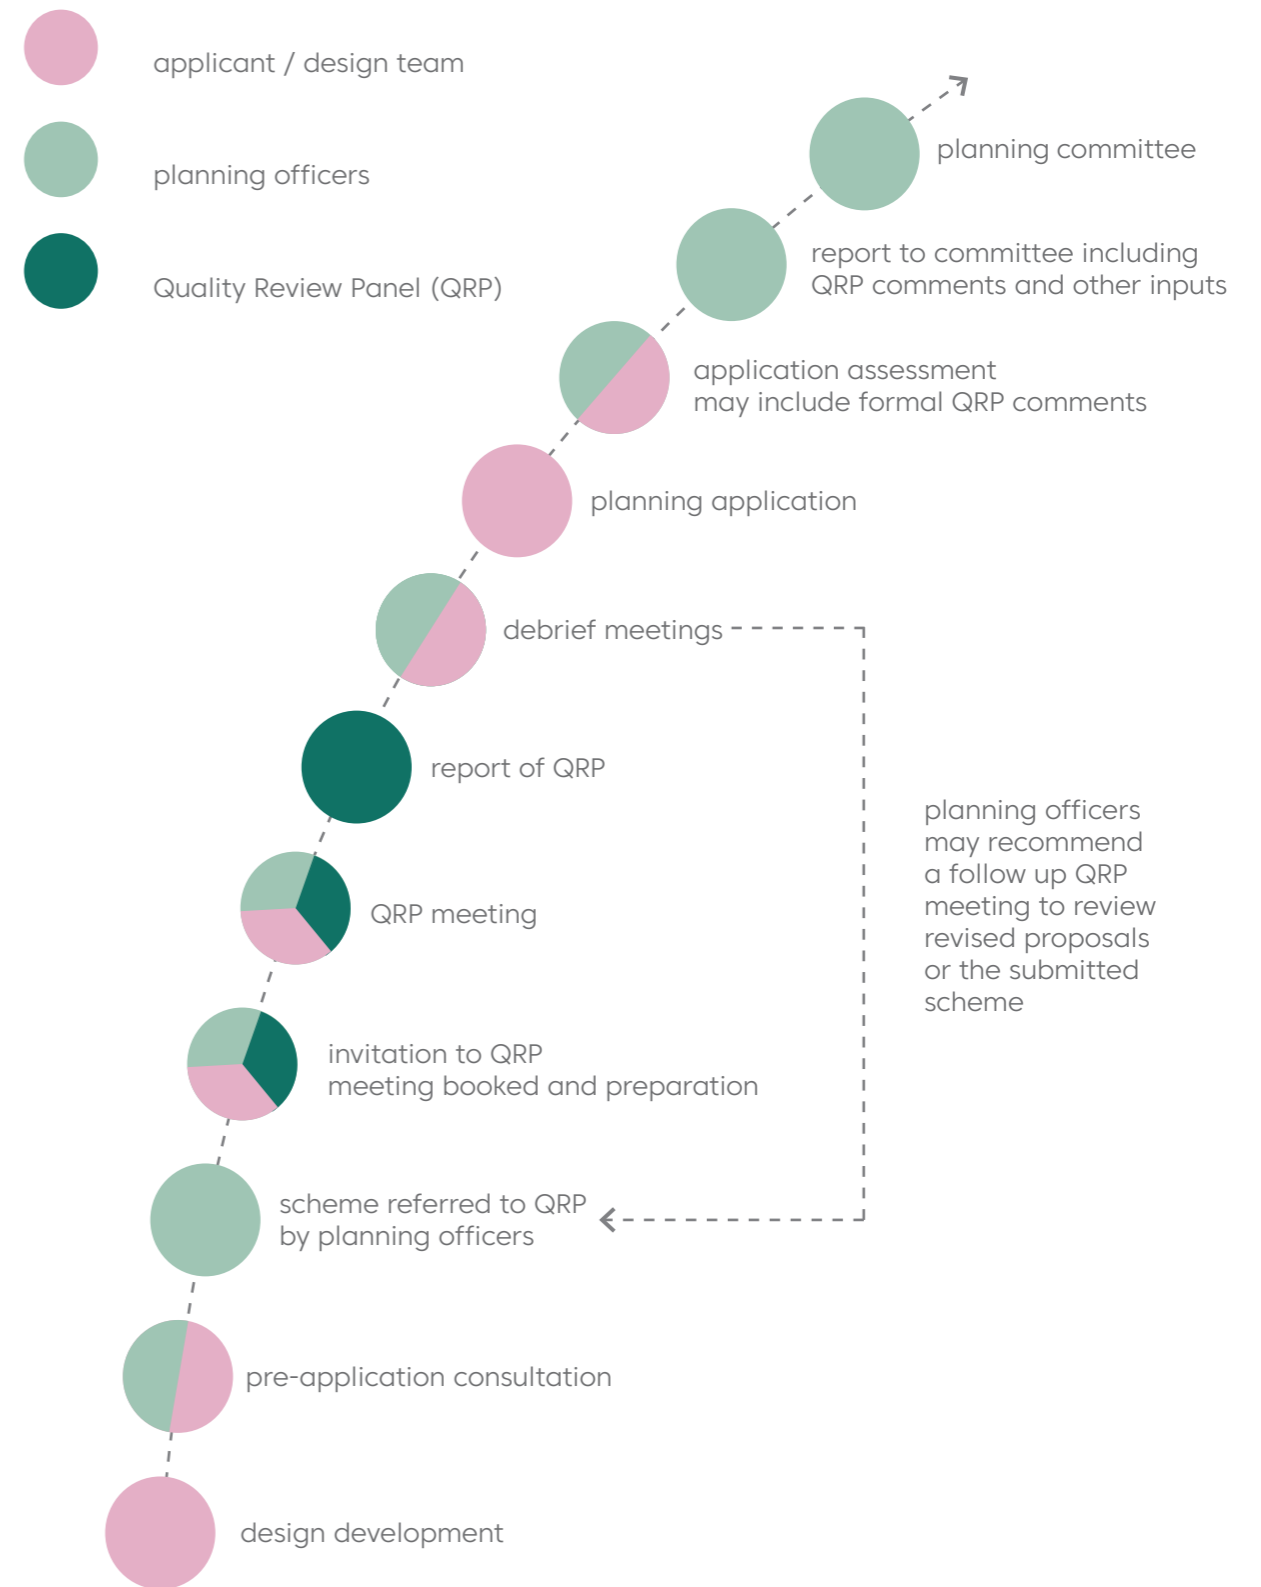 applicant / design team
planning officers
Quality Review Panel (QRP)
planning committee
report to committee including
QRP comments and other inputs
application assessment
may include formal QRP comments
planning application
debrief meetings
report of QRP
planning officers
may recommend
a follow up QRP
meeting to review
revised proposals
or the submitted
scheme
QRP meeting
invitation to QRP
meeting booked and preparation
scheme referred to QRP
by planning officers
pre-application consultation
design development